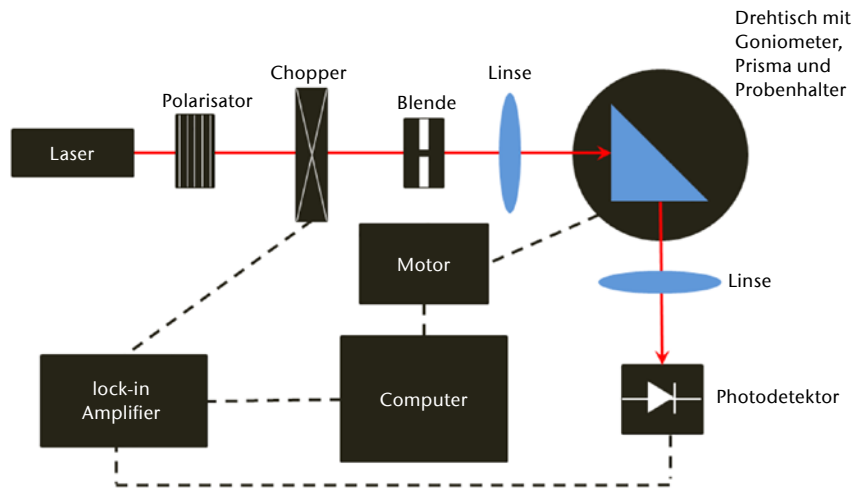 Drehtisch mit
Goniometer,
Prisma und
Probenhalter
Chopper
Linse
Polarisator
Blende
Laser
Motor
Linse
lock-in
Amplifier
Computer
Photodetektor